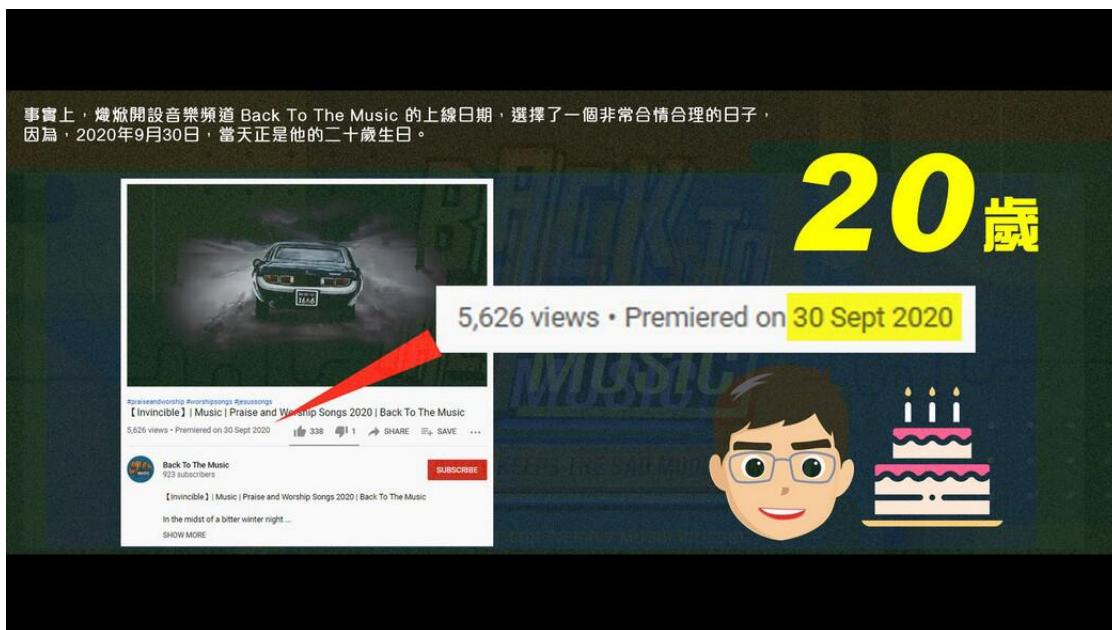 事實上,熾焮開設音樂頻道 Back To The Music 的上線日期,選擇了一個非常合情合理的日子,
因為,2020年9月30日,當天正是他的二十歲生日。
20歲
5,626 views • Premiered on 30 Sept 2020
#praiseandworship #worshipsongs #jesussongs
【Invincible】 | Music | Praise and Worship Songs 2020 | Back To The Music
5,626 views • Premiered on 30 Sept 2020 338 1 SHARE SAVE ...
Back To The Music
923 subscribers
SUBSCRIBE
【Invincible】 | Music | Praise and Worship Songs 2020 | Back To The Music
In the midst of a bitter winter night ...
SHOW MORE
BACK To
MUSIC